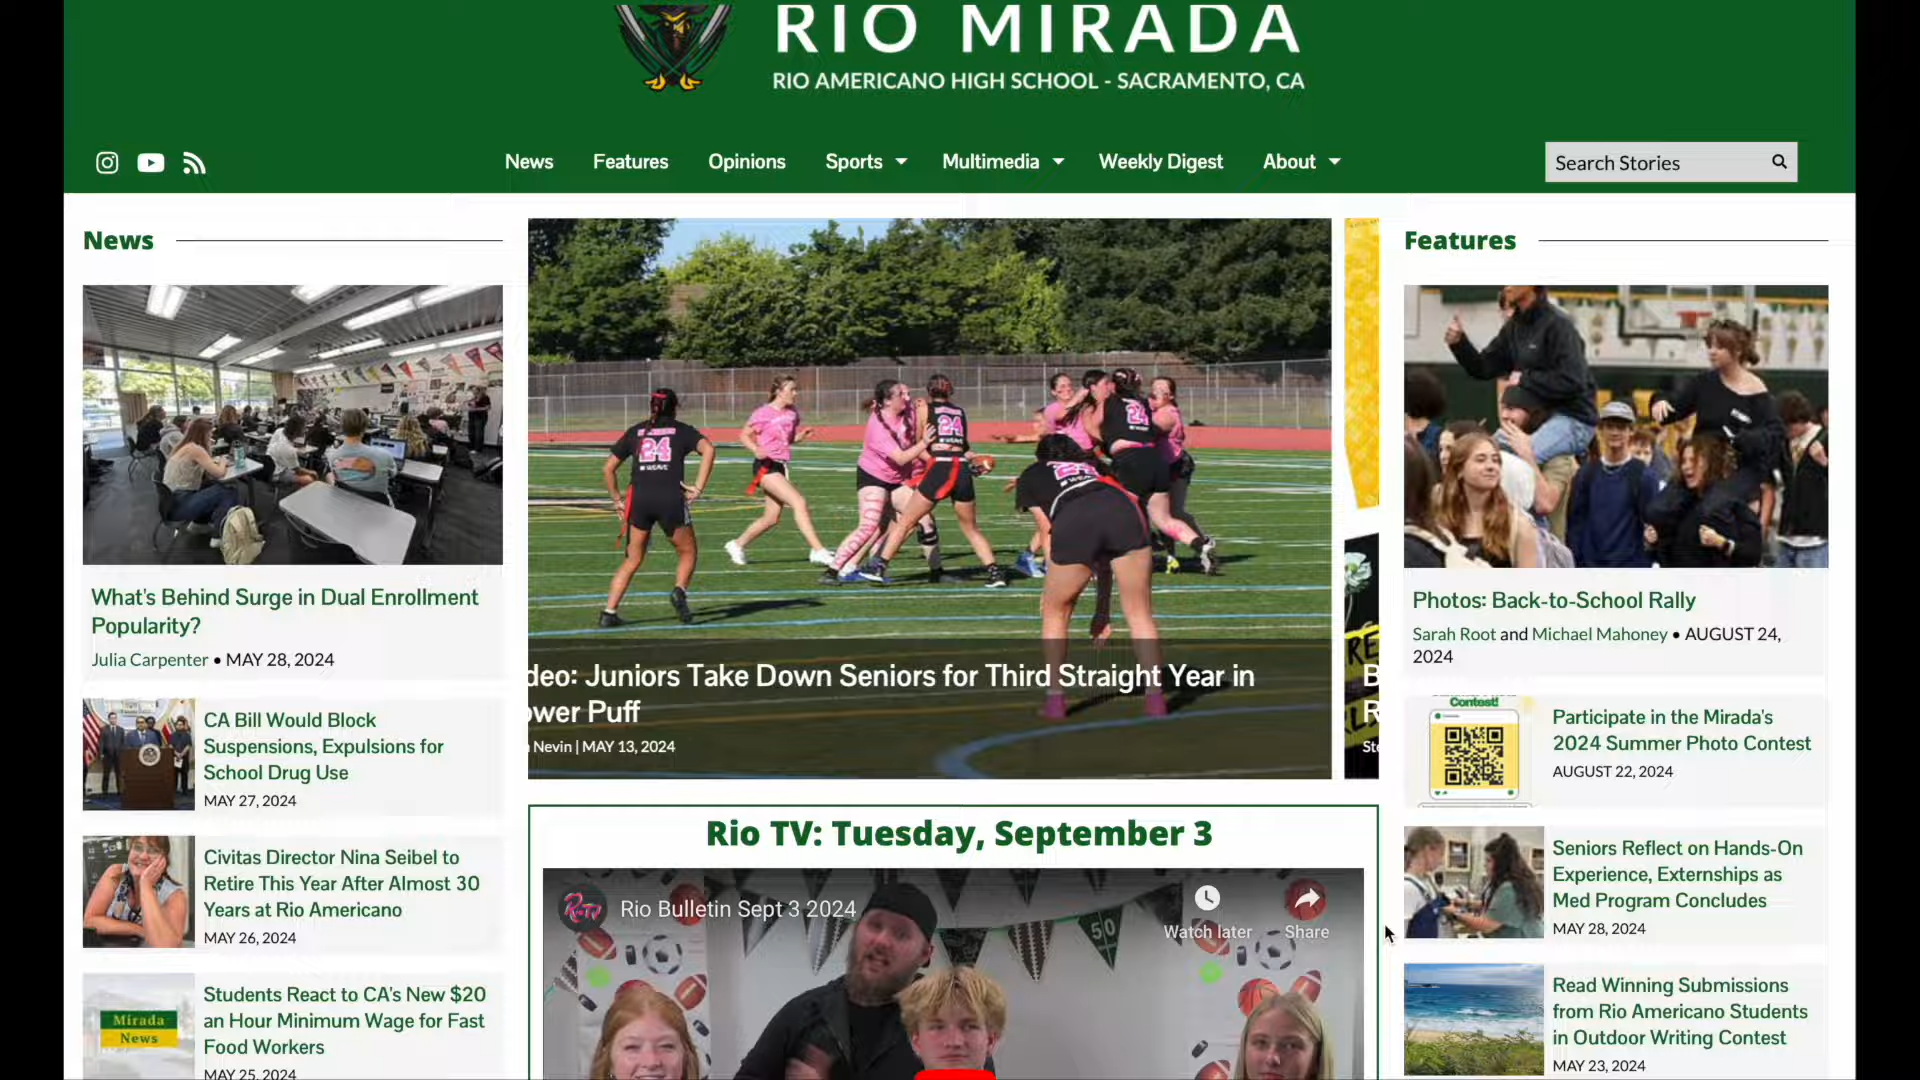 RIO MIRADA
RIO AMERICANO HIGH SCHOOL - SACRAMENTO, CA
News
Features
Opinions
Sports
Multimedia
Weekly Digest
About
Search Stories
News
What's Behind Surge in Dual Enrollment
Popularity?
Julia Carpenter • MAY 28, 2024
CA Bill Would Block
Suspensions, Expulsions for
School Drug Use
MAY 27, 2024
Civitas Director Nina Seibel to
Retire This Year After Almost 30
Years at Rio Americano
MAY 26, 2024
Mirada
News
Students React to CA's New $20
an Hour Minimum Wage for Fast
Food Workers
MAY 25, 2024
24
24
24
deo: Juniors Take Down Seniors for Third Straight Year in
ower Puff
Nevin | MAY 13, 2024
B
R
Ste
Rio TV: Tuesday, September 3
RTV
Rio Bulletin Sept 3 2024
Watch later
Share
50
Features
Photos: Back-to-School Rally
Sarah Root and Michael Mahoney • AUGUST 24,
2024
Contest!
Participate in the Mirada's
2024 Summer Photo Contest
AUGUST 22, 2024
Seniors Reflect on Hands-On
Experience, Externships as
Med Program Concludes
MAY 28, 2024
Read Winning Submissions
from Rio Americano Students
in Outdoor Writing Contest
MAY 23, 2024